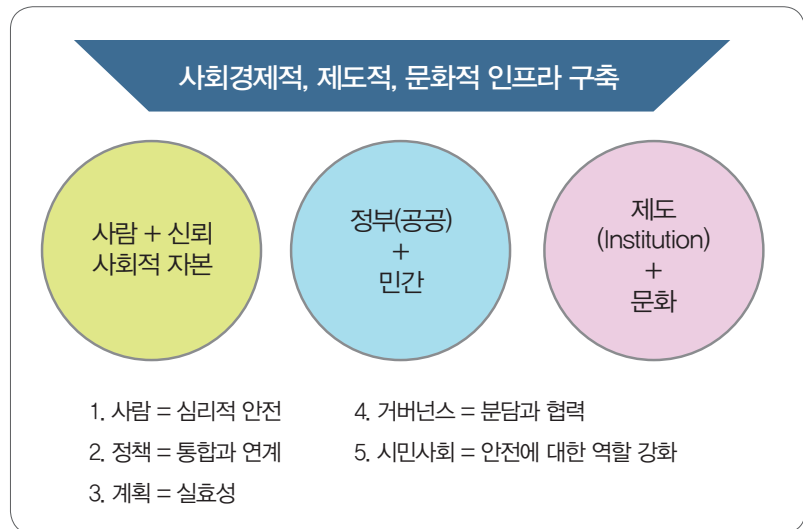 사회경제적, 제도적, 문화적 인프라 구축
사람 + 신뢰
사회적 자본
정부(공공)
+
민간
제도
(Institution)
+
문화
1. 사람 = 심리적 안전
2. 정책 = 통합과 연계
3. 계획 = 실효성
4. 거버넌스 = 분담과 협력
5. 시민사회 = 안전에 대한 역할 강화